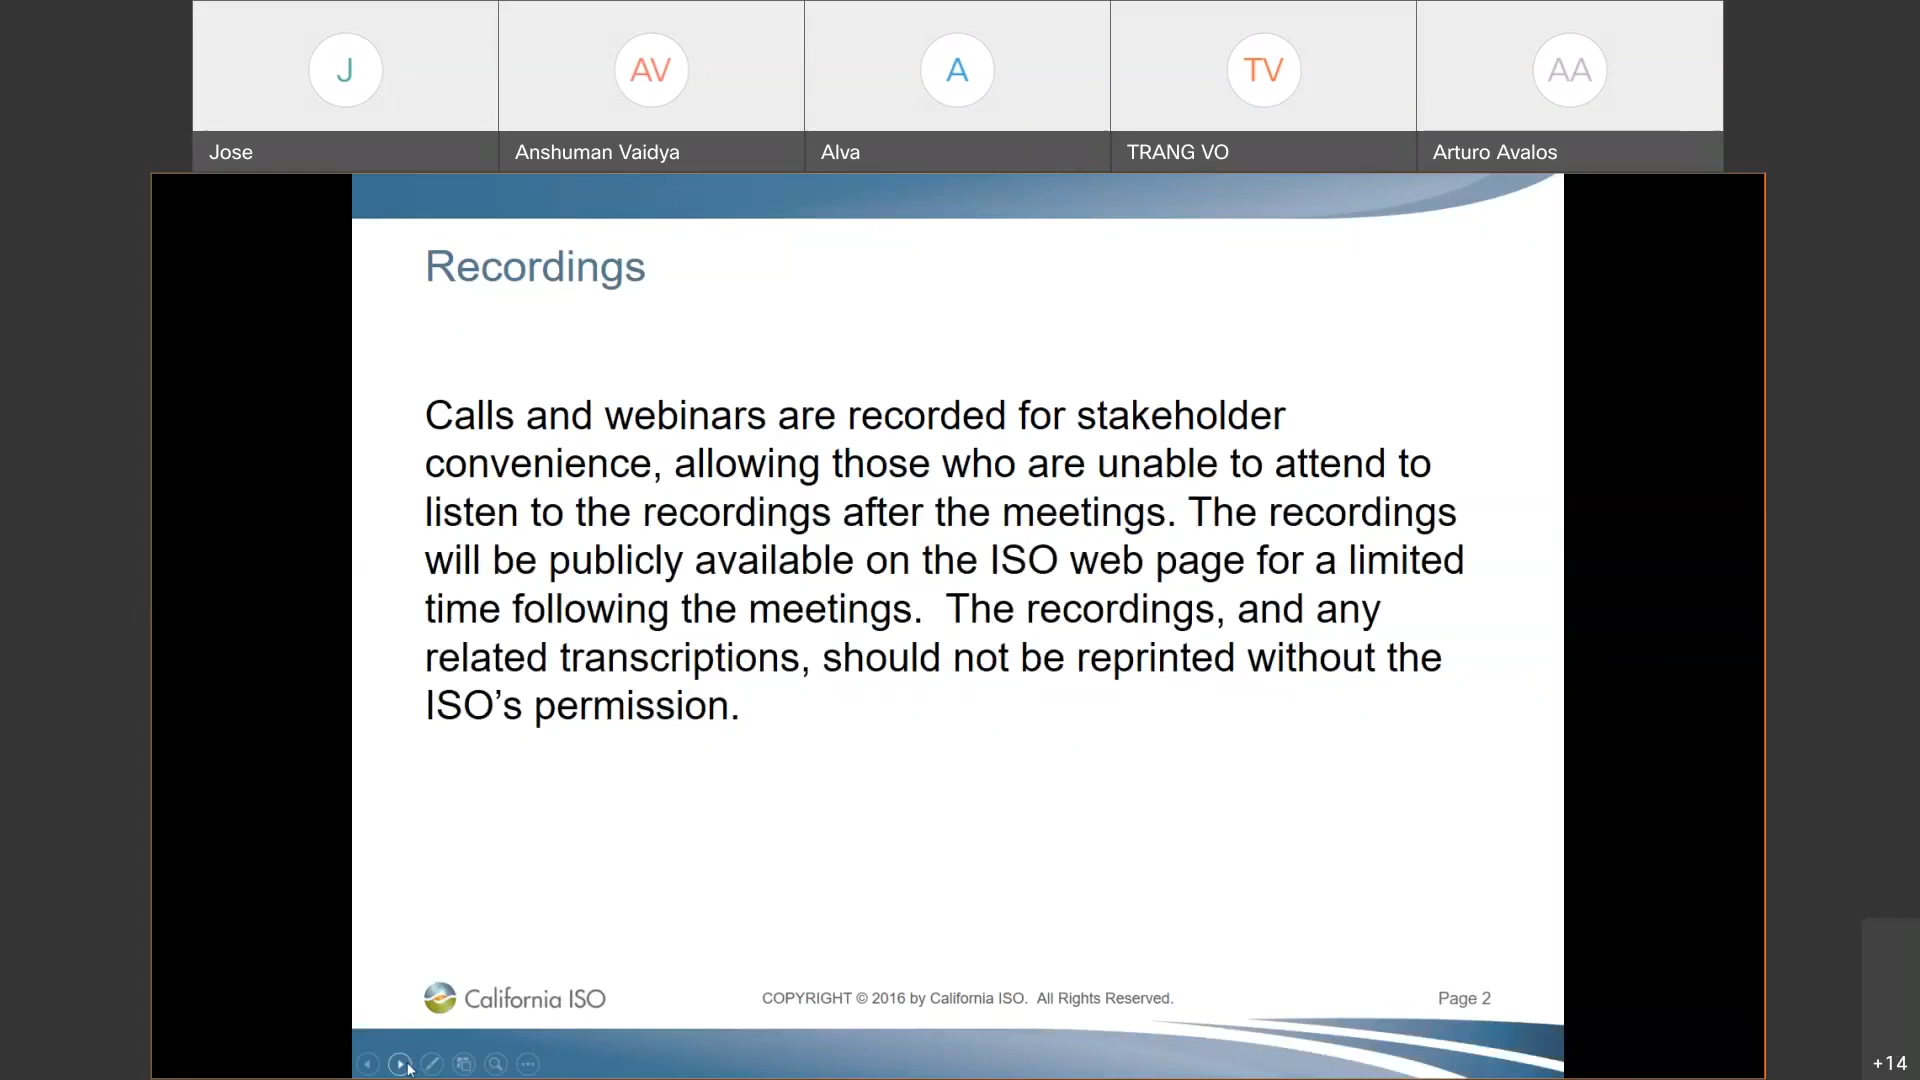 J
AV
A
TV
AA
Jose
Anshuman Vaidya
Alva
TRANG VO
Arturo Avalos
Recordings
Calls and webinars are recorded for stakeholder
convenience, allowing those who are unable to attend to
listen to the recordings after the meetings. The recordings
will be publicly available on the ISO web page for a limited
time following the meetings.  The recordings, and any
related transcriptions, should not be reprinted without the
ISO’s permission.
California ISO
COPYRIGHT © 2016 by California ISO.  All Rights Reserved.
Page 2
+14